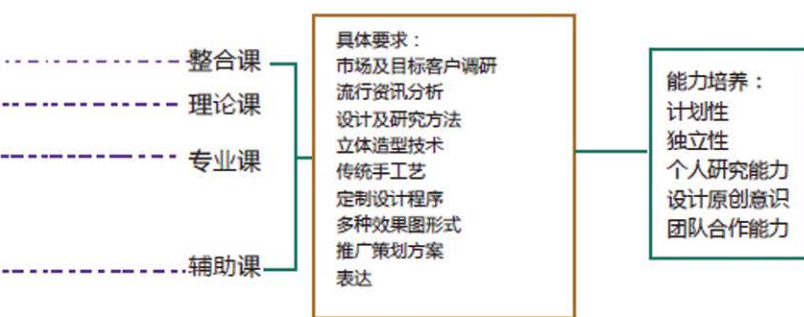 整合课
理论课
专业课
辅助课
具体要求：
市场及目标客户调研
流行资讯分析
设计及研究方法
立体造型技术
传统手工艺
定制设计程序
多种效果图形式
推广策划方案
表达
能力培养：
计划性
独立性
个人研究能力
设计原创意识
团队合作能力